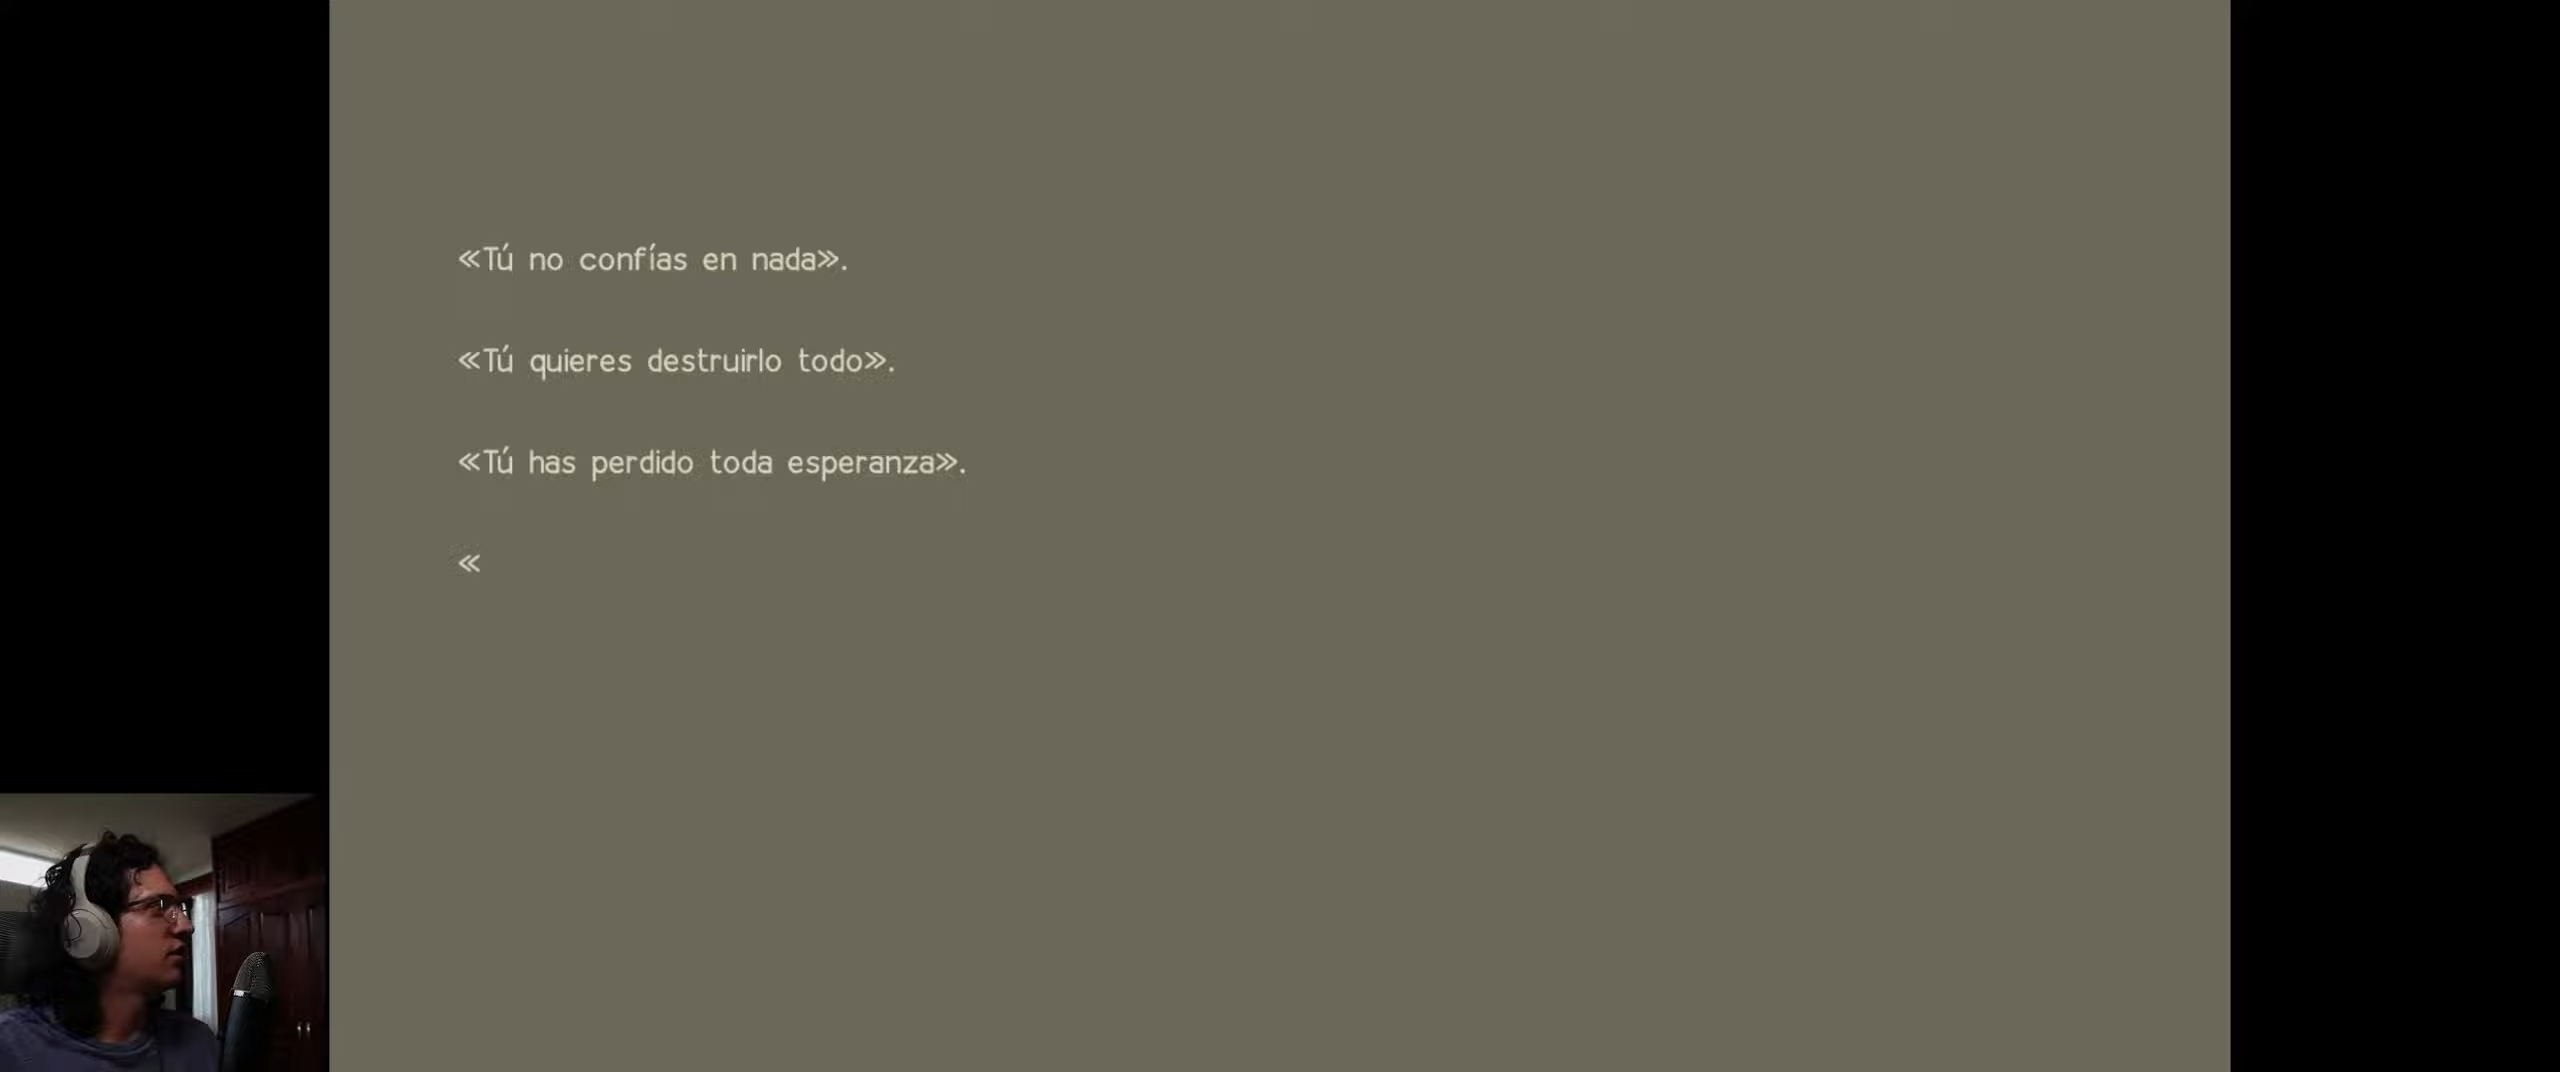 «Tú no confías en nada».
«Tú quieres destruirlo todo».
«Tú has perdido toda esperanza».
«